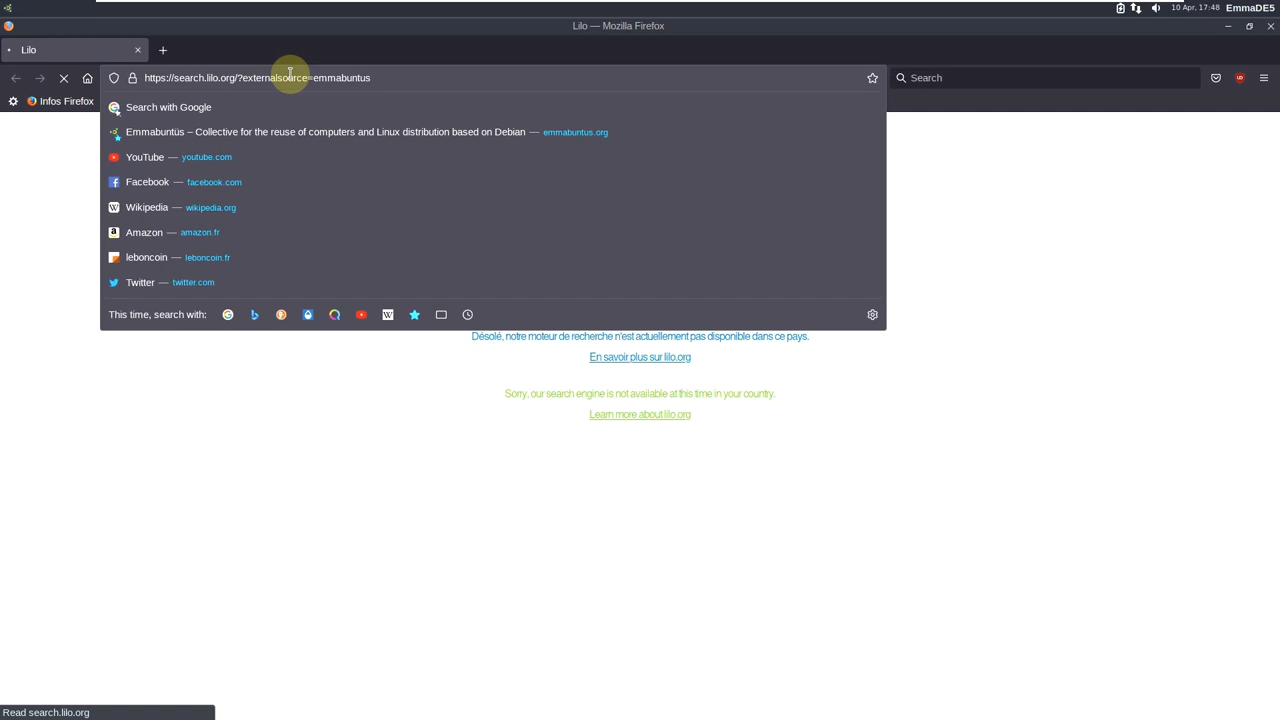 10 Apr, 17:48 EmmaDE5
Lilo — Mozilla Firefox
Lilo
https://search.lilo.org/?externalsource=emmabuntus
Search
Infos Firefox
Search with Google
Emmabuntüs – Collective for the reuse of computers and Linux distribution based on Debian — emmabuntus.org
YouTube — youtube.com
Facebook — facebook.com
Wikipedia — wikipedia.org
Amazon — amazon.fr
leboncoin — leboncoin.fr
Twitter — twitter.com
This time, search with:
Désolé, notre moteur de recherche n'est actuellement pas disponible dans ce pays.
En savoir plus sur lilo.org
Sorry, our search engine is not available at this time in your country.
Learn more about lilo.org
Read search.lilo.org